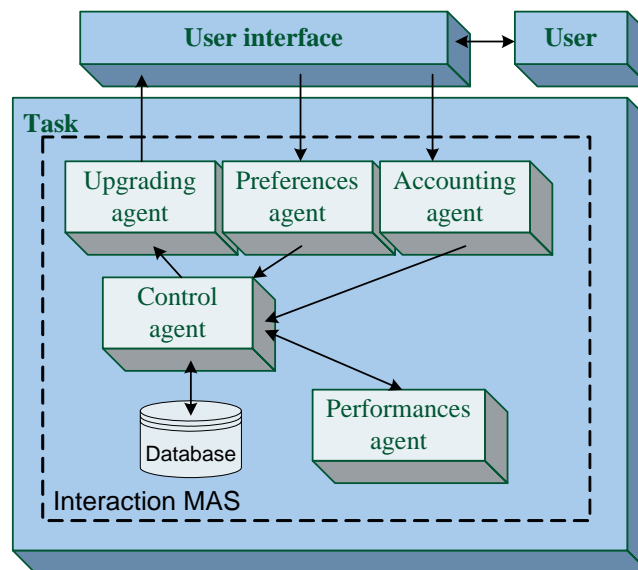 User interface
User
Task
Upgrading
agent
Preferences
agent
Accounting
agent
Control
agent
Performances
agent
Database
Interaction MAS